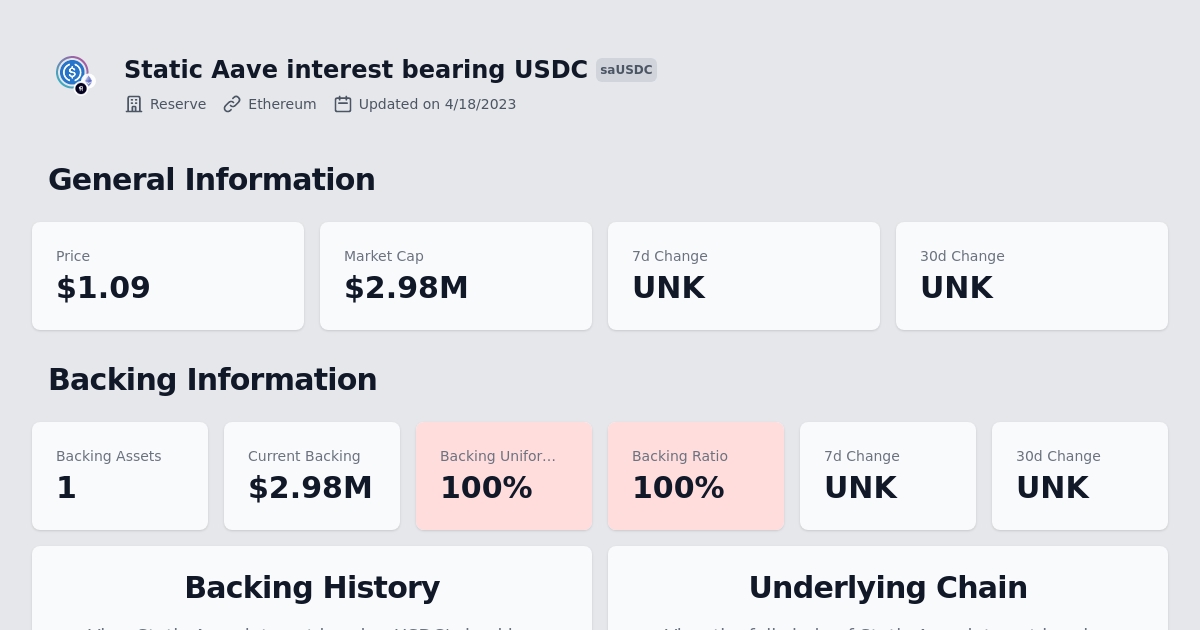 Static Aave interest bearing USDC saUSDC
Reserve Ethereum Updated on 4/18/2023
General Information
Price
$1.09
Market Cap
$2.98M
7d Change
UNK
30d Change
UNK
Backing Information
Backing Assets
1
Current Backing
$2.98M
Backing Unifor...
100%
Backing Ratio
100%
7d Change
UNK
30d Change
UNK
Backing History
Underlying Chain